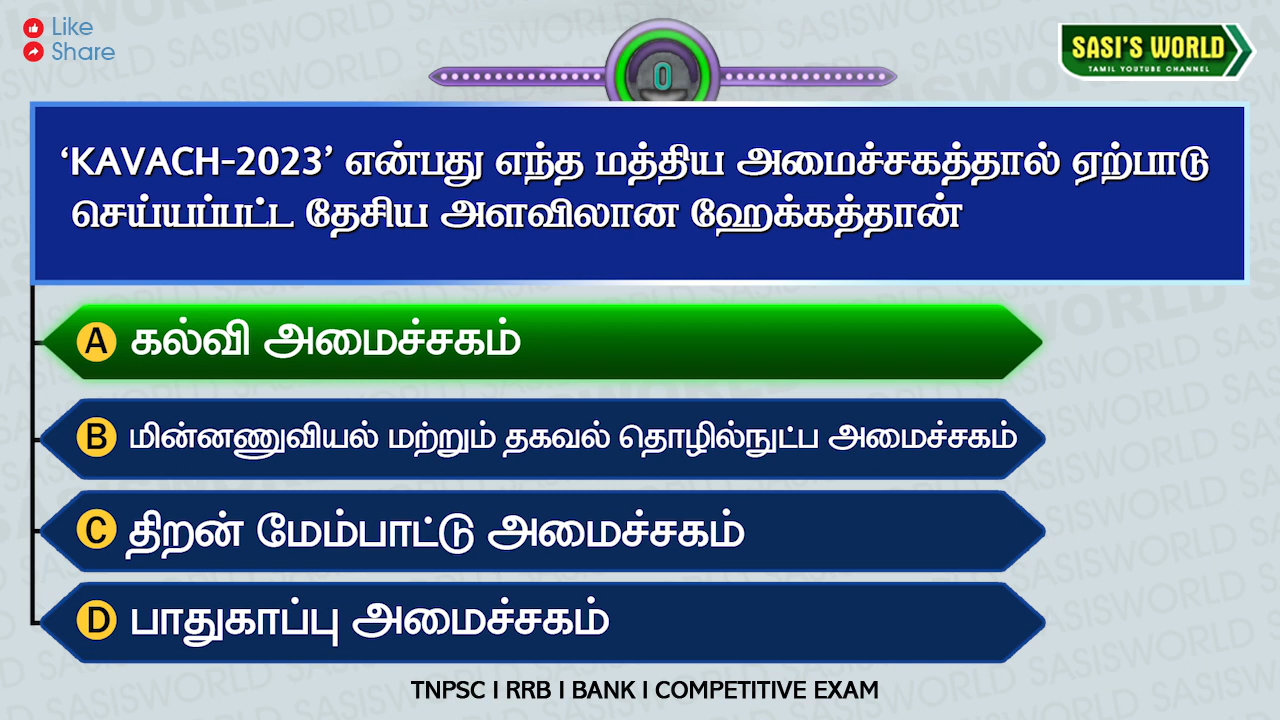 Like
Share
0
SASI'S WORLD
TAMIL YOUTUBE CHANNEL
‘KAVACH-2023’ என்பது எந்த மத்திய அமைச்சகத்தால் ஏற்பாடு
செய்யப்பட்ட தேசிய அளவிலான ஹேக்கத்தான்
A கல்வி அமைச்சகம்
B மின்னணுவியல் மற்றும் தகவல் தொழில்நுட்ப அமைச்சகம்
C திறன் மேம்பாட்டு அமைச்சகம்
D பாதுகாப்பு அமைச்சகம்
TNPSC I RRB I BANK I COMPETITIVE EXAM